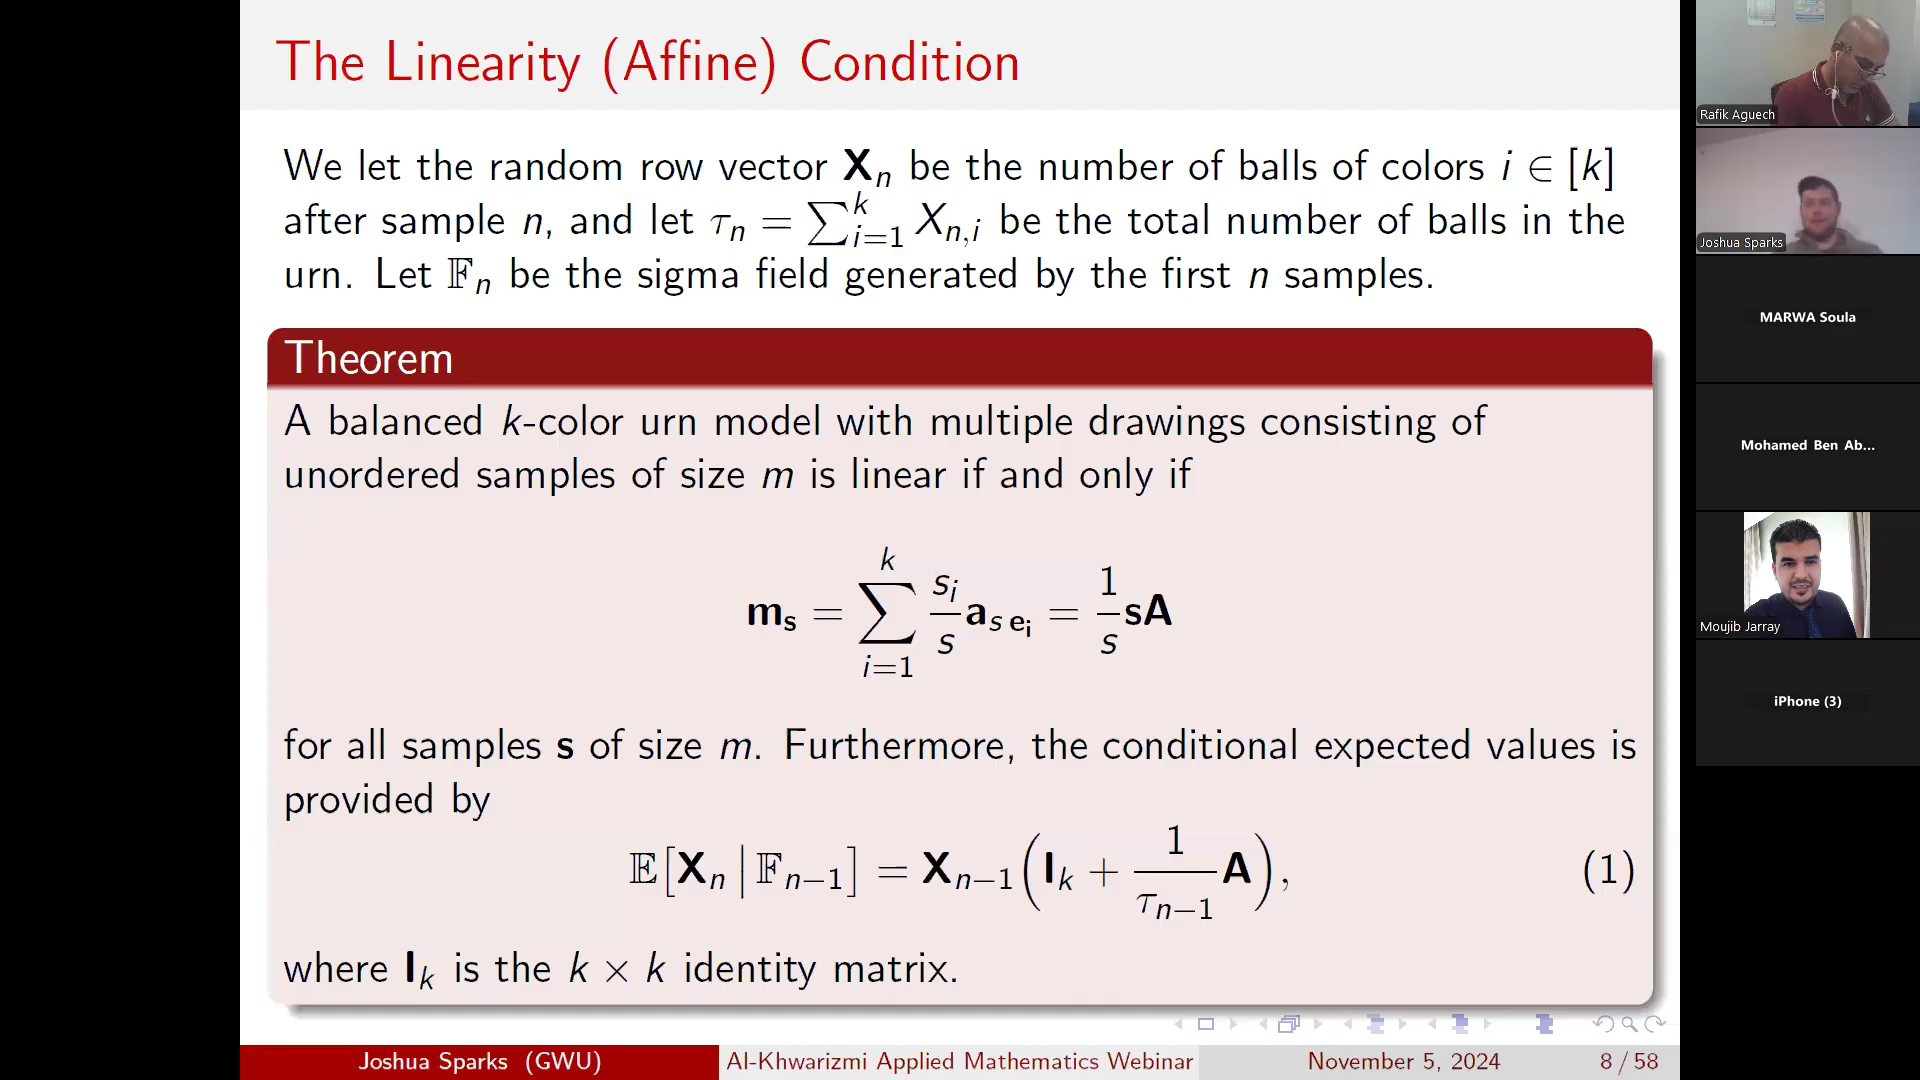 The Linearity (Affine) Condition
We let the random row vector 𝐗ₙ be the number of balls of colors i ∈ [k]
after sample n, and let τₙ = ∑ᵢ₌₁ᵏ Xₙ,ᵢ be the total number of balls in the
urn. Let 𝔽ₙ be the sigma field generated by the first n samples.
Theorem
A balanced k-color urn model with multiple drawings consisting of
unordered samples of size m is linear if and only if
𝐦_𝐬 = ∑_{i=1}^{k} (s_i/s) 𝐚_{s 𝐞_𝐢} = (1/s) 𝐬𝐀
for all samples 𝐬 of size m. Furthermore, the conditional expected values is
provided by
𝔼[𝐗_n | 𝔽_{n−1}] = 𝐗_{n−1}(𝐈_k + (1/τ_{n−1}) 𝐀), (1)
where 𝐈_k is the k × k identity matrix.
Joshua Sparks (GWU) Al-Khwarizmi Applied Mathematics Webinar November 5, 2024 8 / 58
Rafik Aguech
Joshua Sparks
MARWA Soula
Mohamed Ben Ab...
Moujib Jarray
iPhone (3)